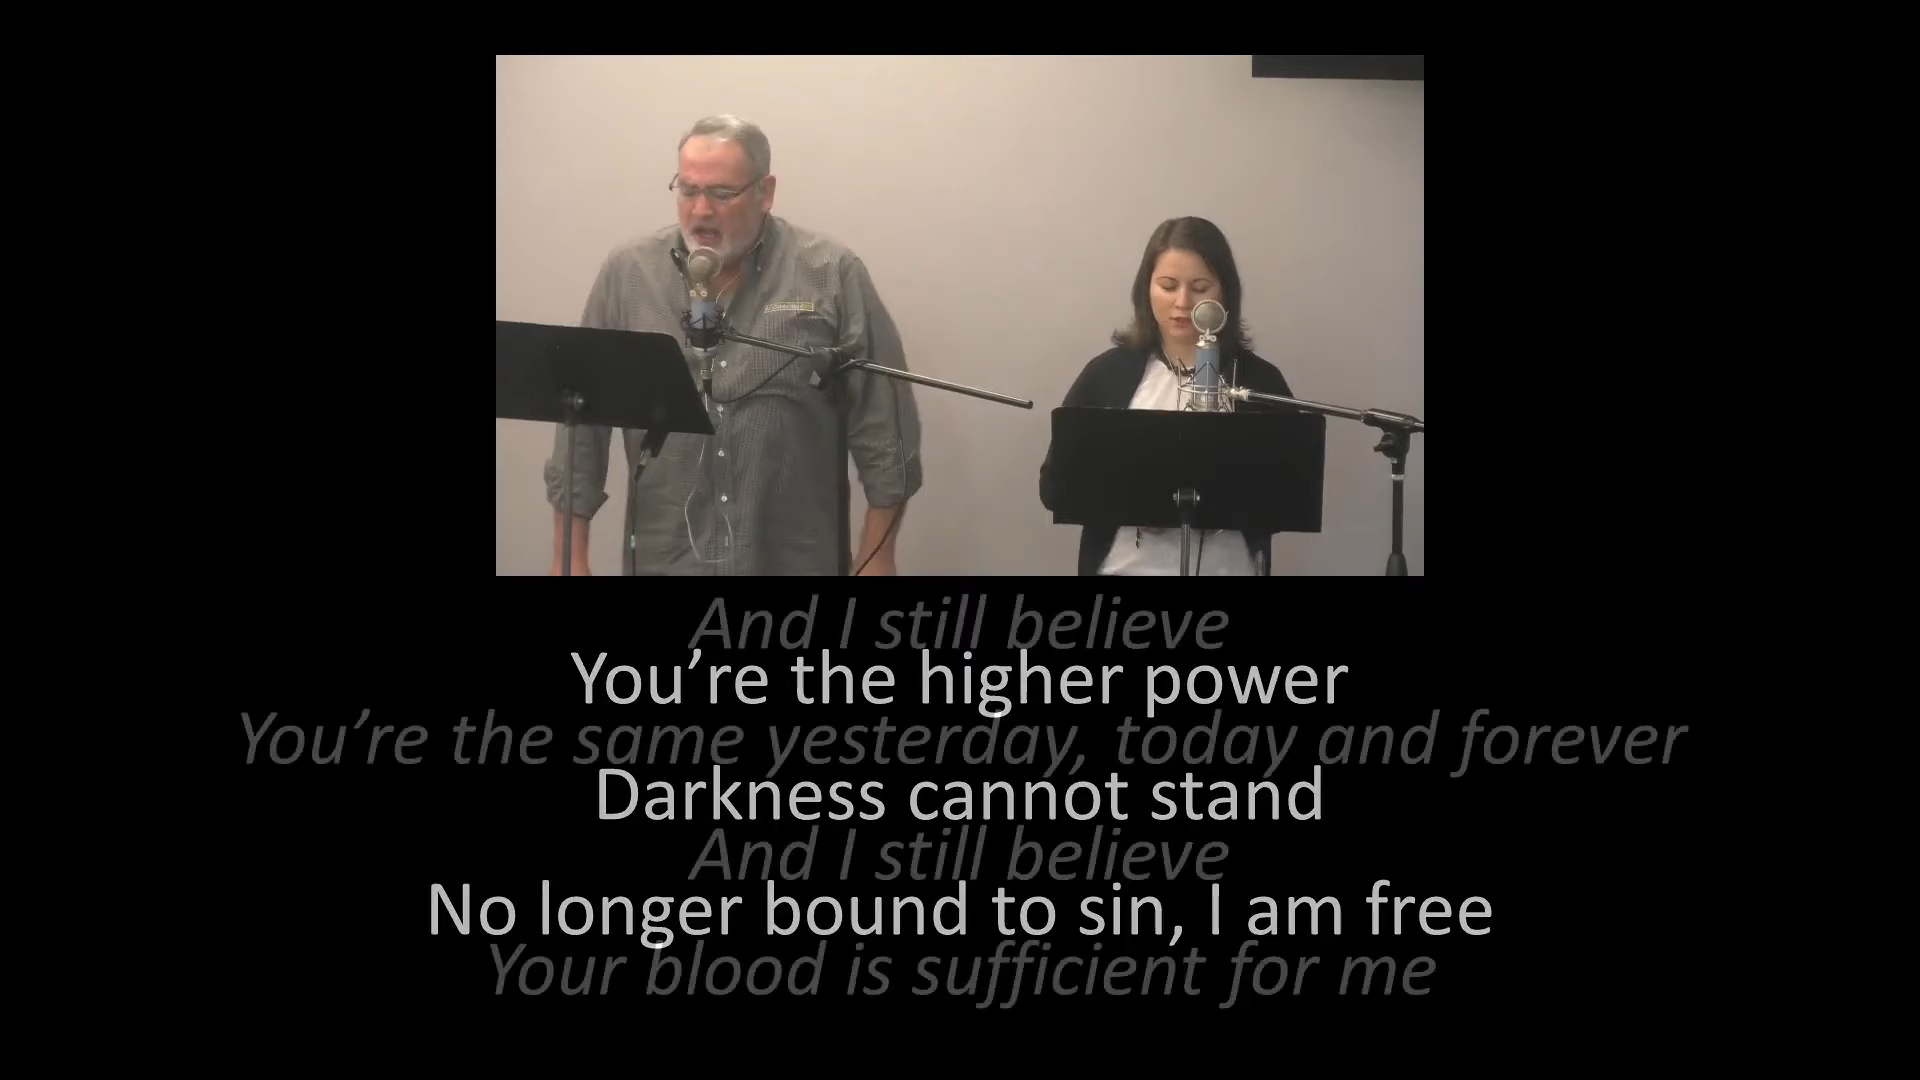 And I still believe
You’re the higher power
You’re the same yesterday, today and forever
Darkness cannot stand
And I still believe
No longer bound to sin, I am free
Your blood is sufficient for me